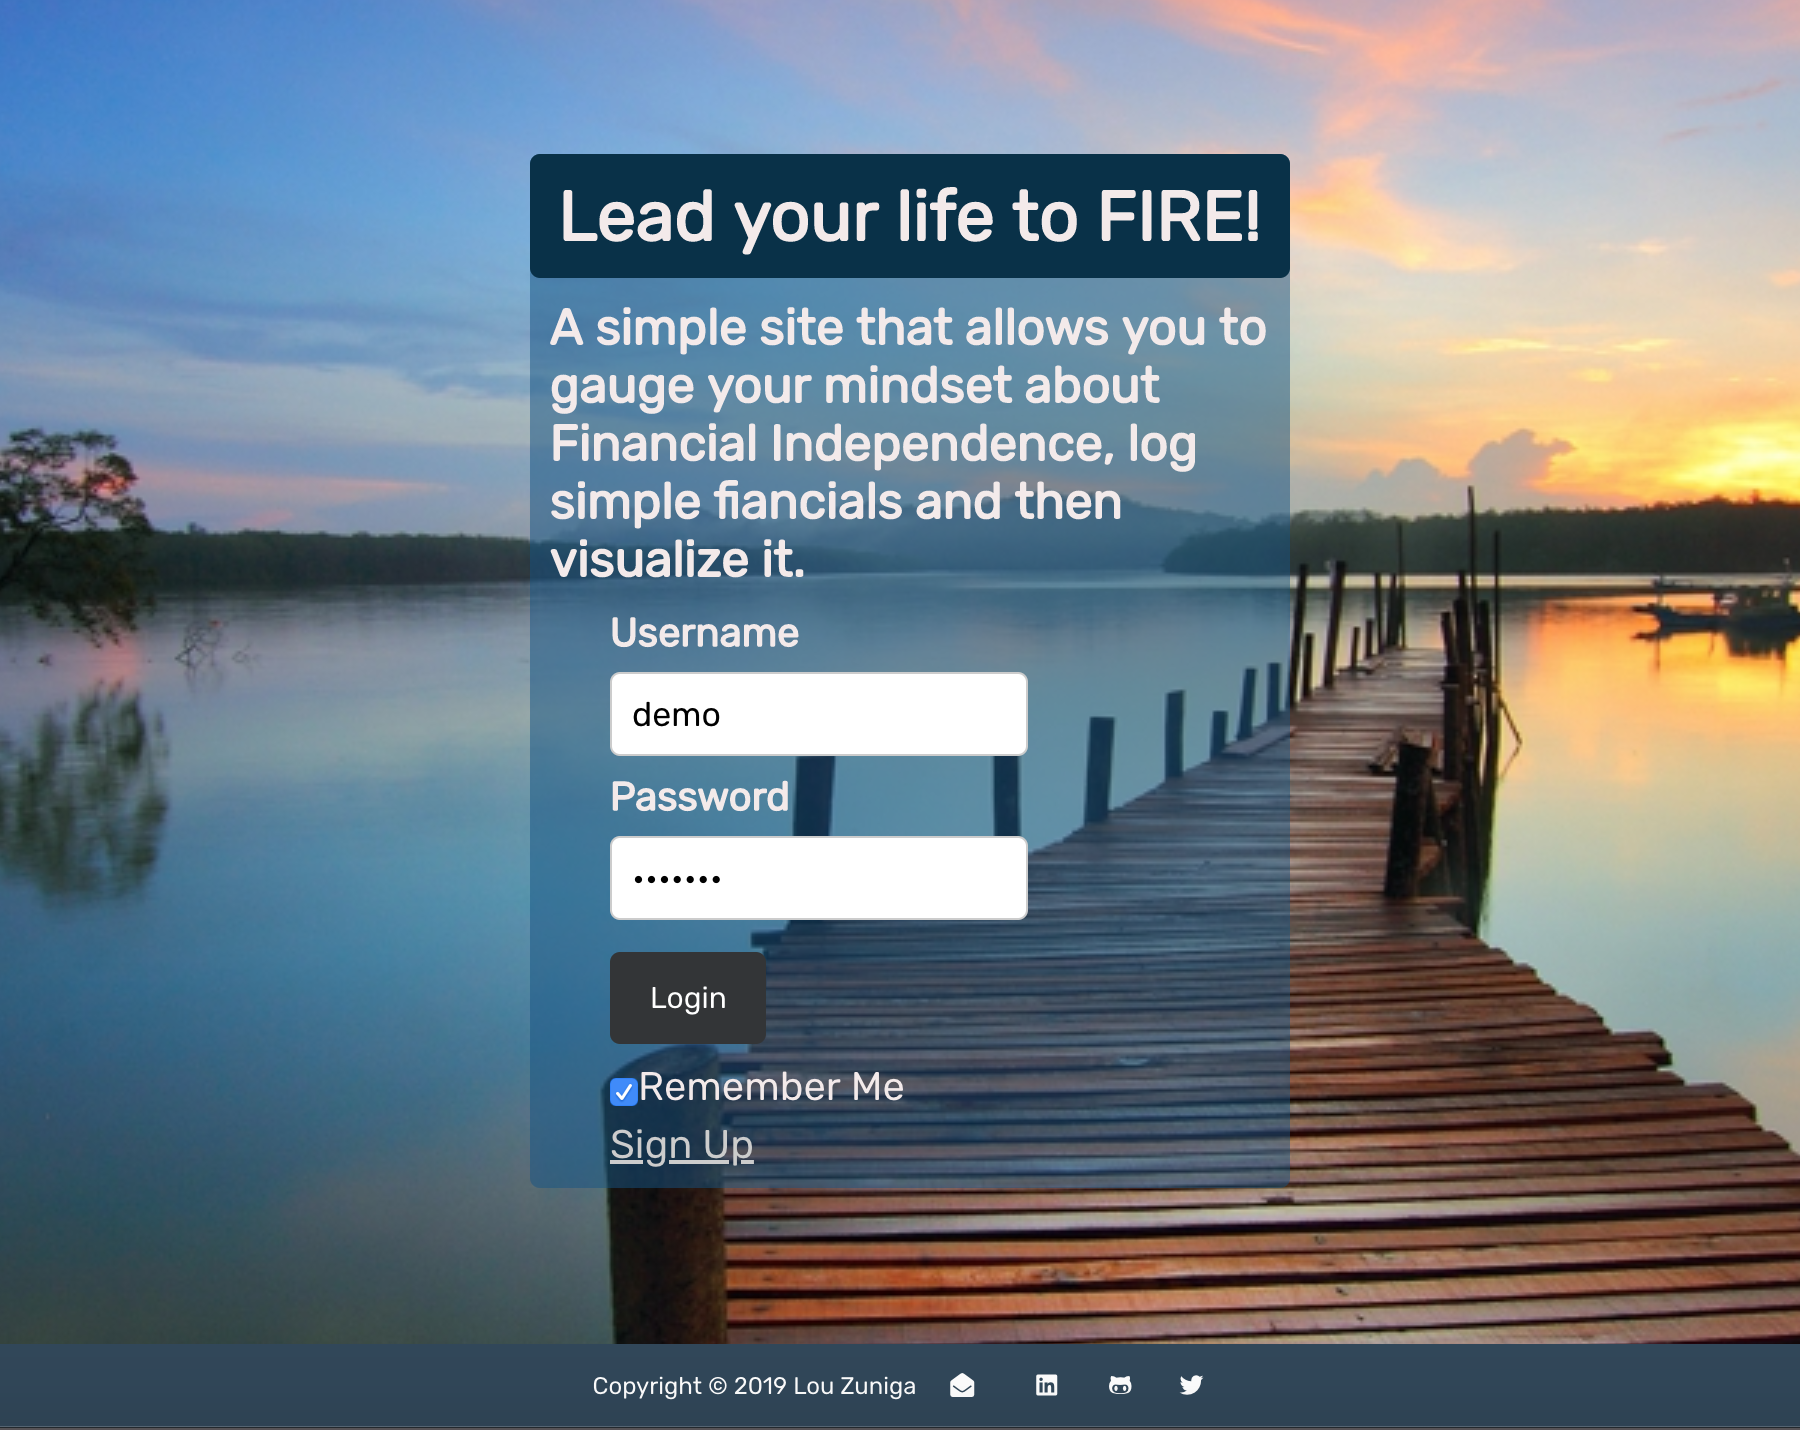 Lead your life to FIRE!
A simple site that allows you to
gauge your mindset about
Financial Independence, log
simple fiancials and then
visualize it.
Username
demo
Password
•••••••
Login
Remember Me
Sign Up
Copyright © 2019 Lou Zuniga